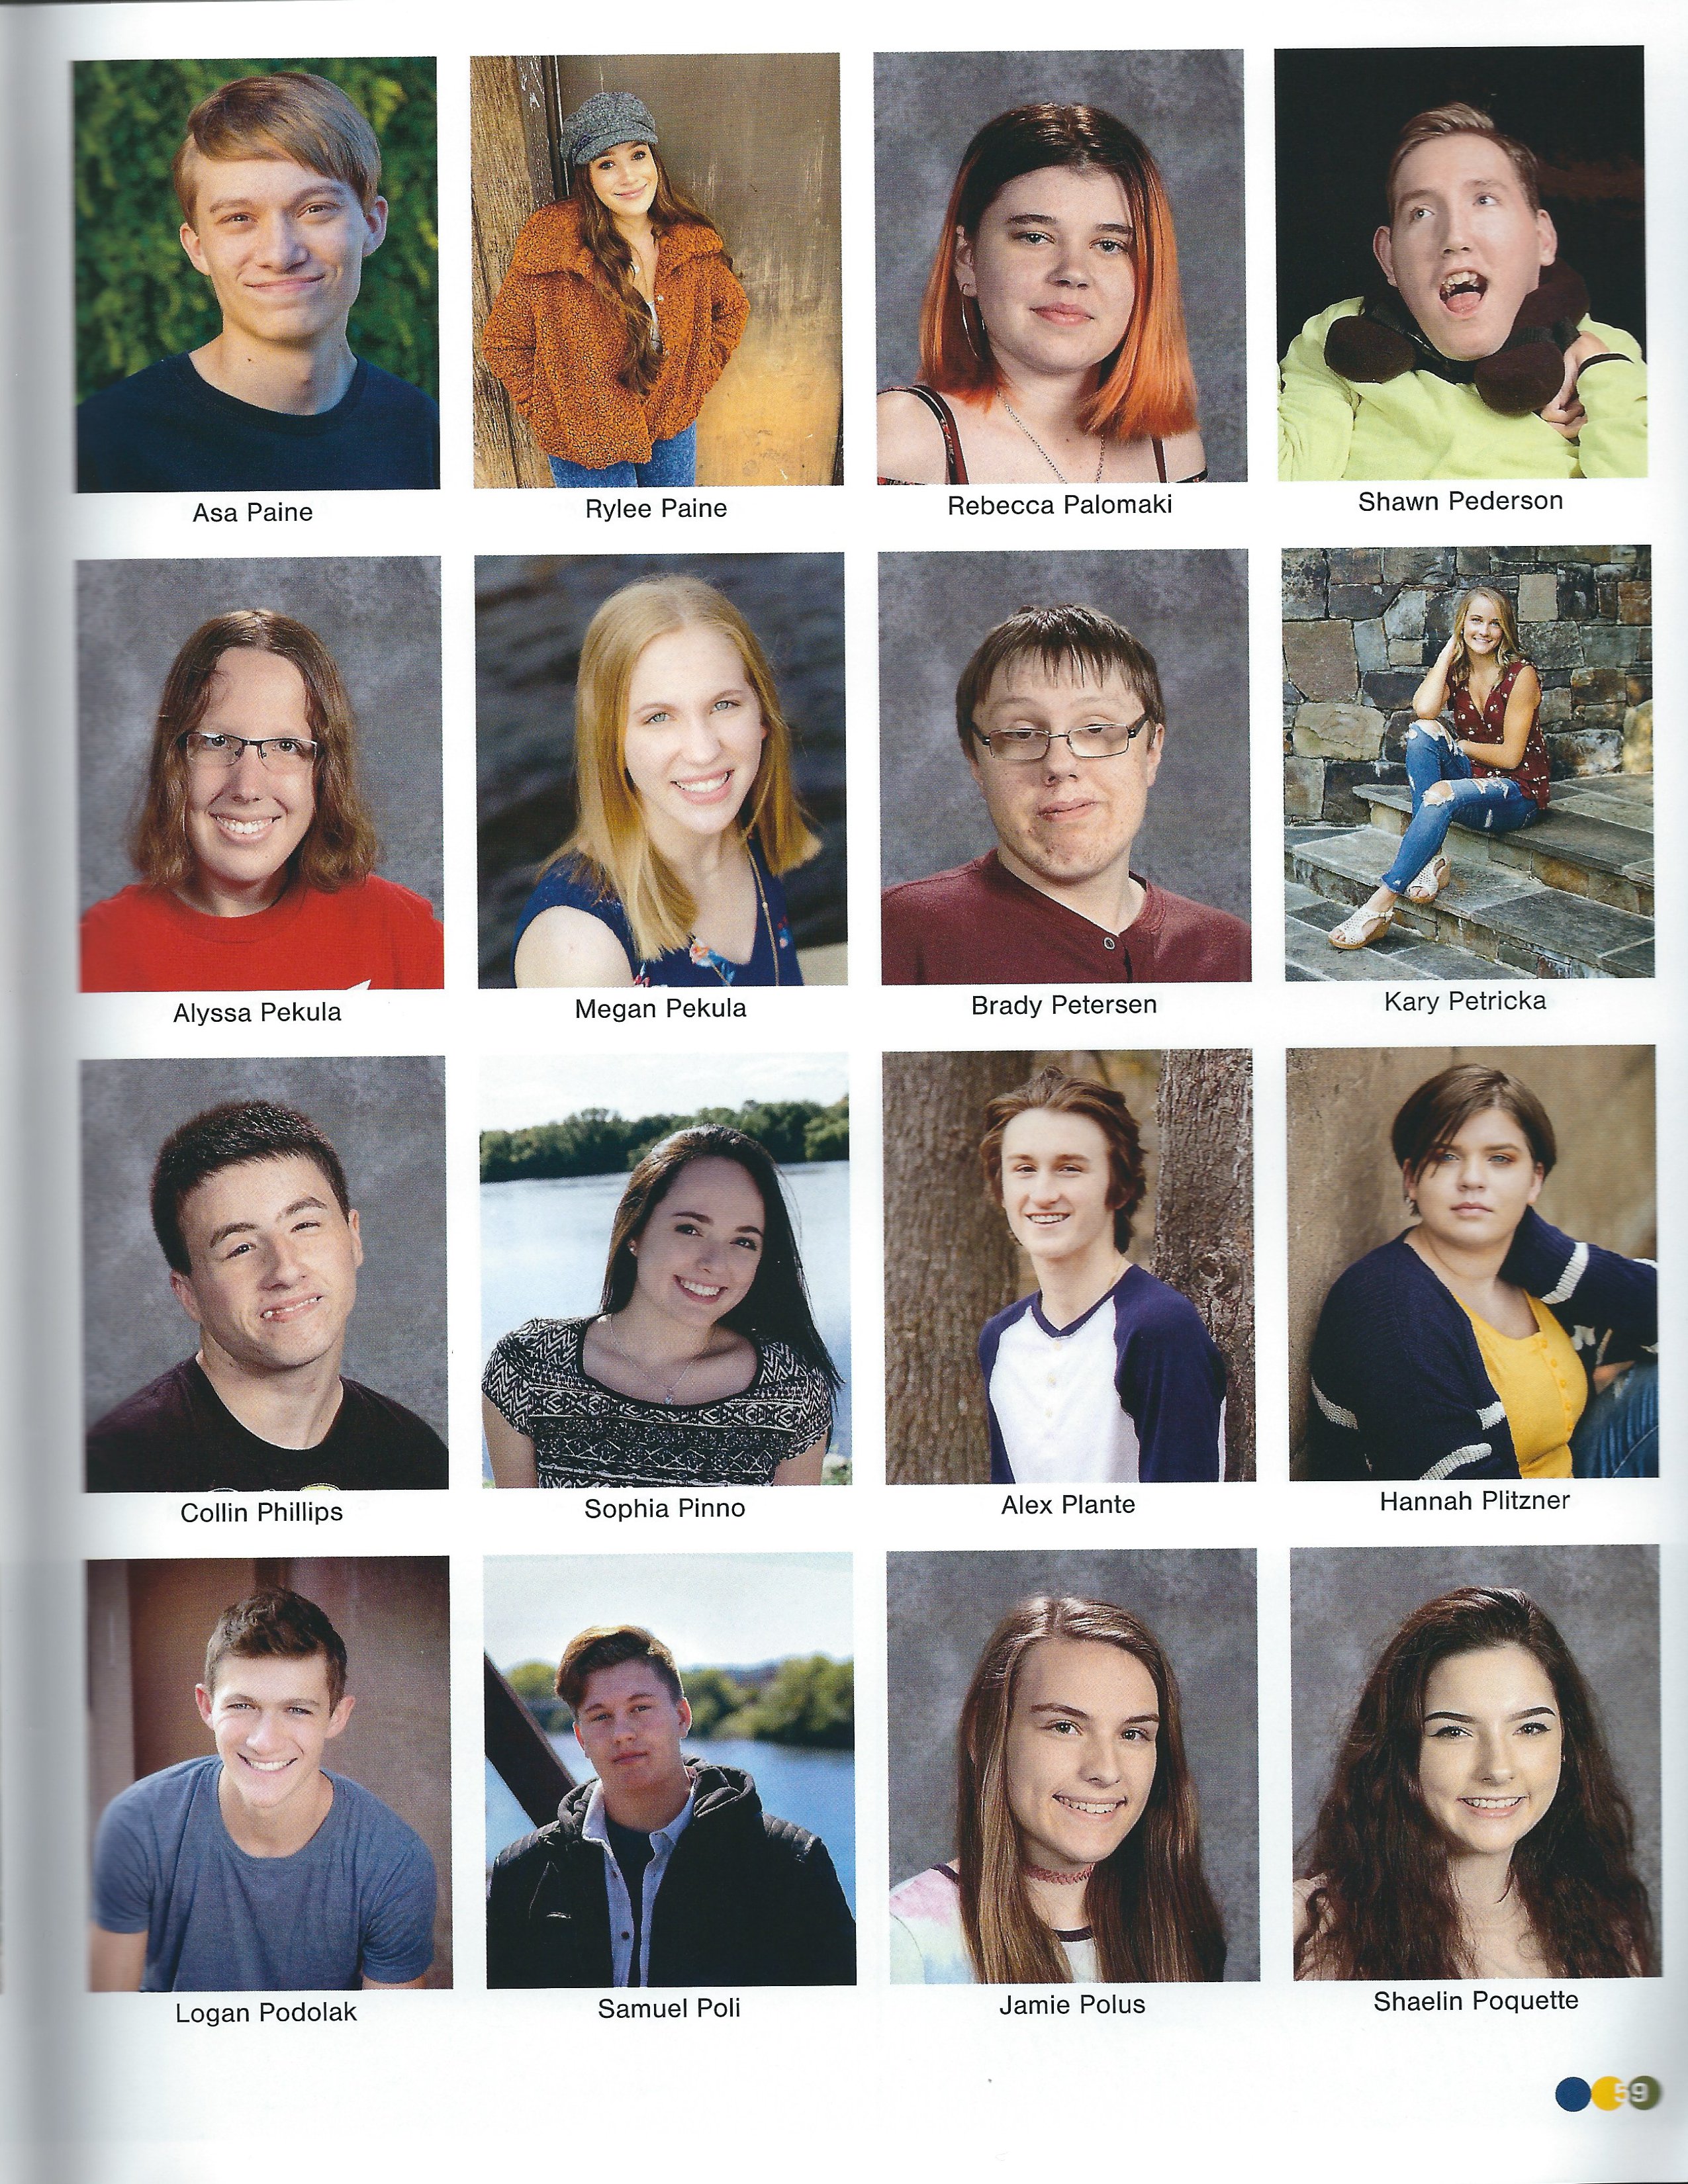 Asa Paine
Rylee Paine
Rebecca Palomaki
Shawn Pederson
Alyssa Pekula
Megan Pekula
Brady Petersen
Kary Petricka
Collin Phillips
Sophia Pinno
Alex Plante
Hannah Plitzner
Logan Podolak
Samuel Poli
Jamie Polus
Shaelin Poquette
59